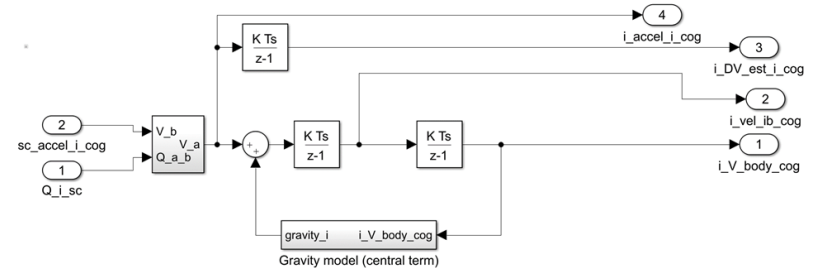 4
i_accel_i_cog
K Ts
z-1
3
i_DV_est_i_cog
2
i_vel_ib_cog
2
sc_accel_i_cog
V_b
V_a
Q_a_b
1
Q_i_sc
+
+
K Ts
z-1
K Ts
z-1
1
i_V_body_cog
gravity_i i_V_body_cog
Gravity model (central term)